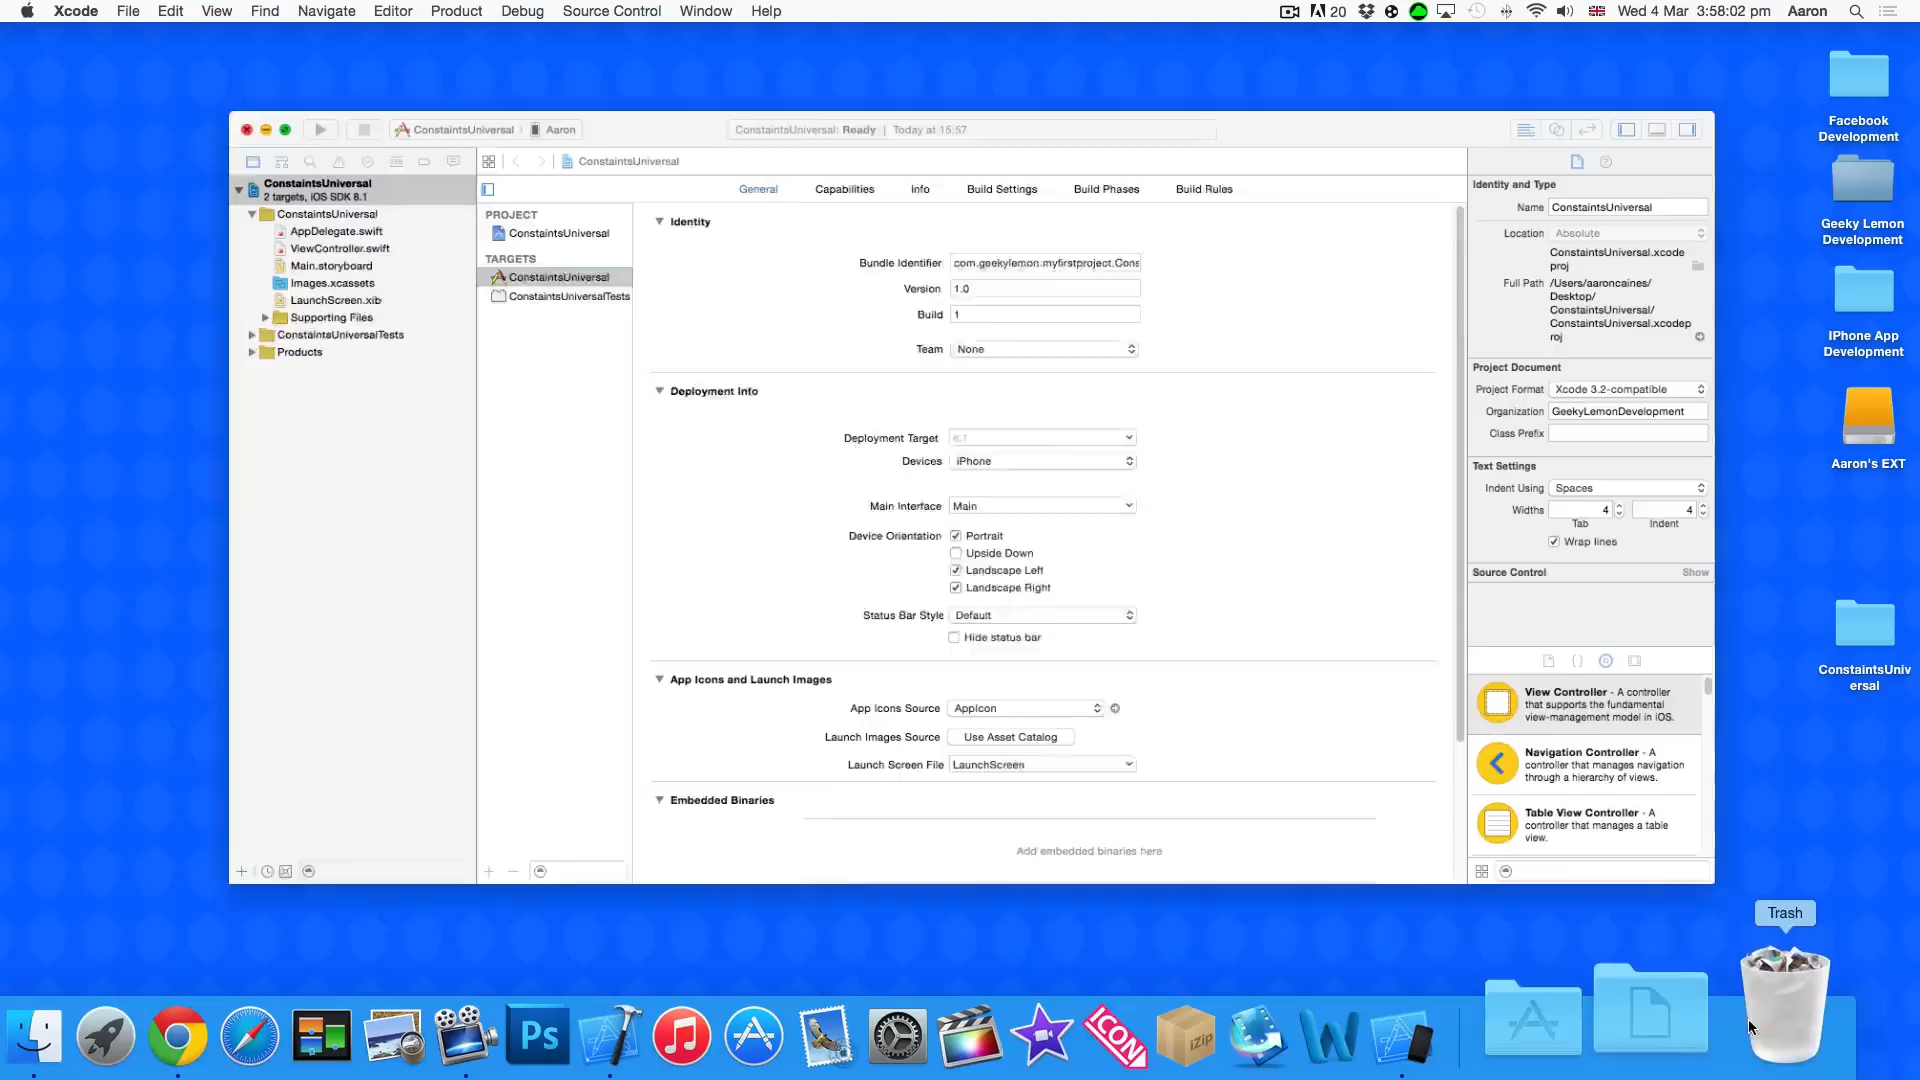 Xcode File Edit View Find Navigate Editor Product Debug Source Control Window Help 20 Wed 4 Mar 3:58:02 pm Aaron
ConstaintsUniversal Aaron
ConstaintsUniversal: Ready | Today at 15:57
ConstaintsUniversal
2 targets, iOS SDK 8.1
ConstaintsUniversal
AppDelegate.swift
ViewController.swift
Main.storyboard
Images.xcassets
LaunchScreen.xib
Supporting Files
ConstaintsUniversalTests
Products
ConstaintsUniversal
General Capabilities Info Build Settings Build Phases Build Rules
PROJECT
ConstaintsUniversal
TARGETS
ConstaintsUniversal
ConstaintsUniversalTests
Identity
Bundle Identifier com.geekylemon.myfirstproject.Cons
Version 1.0
Build 1
Team None
Deployment Info
Deployment Target 8.1
Devices iPhone
Main Interface Main
Device Orientation Portrait
Upside Down
Landscape Left
Landscape Right
Status Bar Style Default
Hide status bar
App Icons and Launch Images
App Icons Source AppIcon
Launch Images Source Use Asset Catalog
Launch Screen File LaunchScreen
Embedded Binaries
Add embedded binaries here
Identity and Type
Name ConstaintsUniversal
Location Absolute
ConstaintsUniversal.xcode
proj
Full Path /Users/aaroncaines/
Desktop/
ConstaintsUniversal/
ConstaintsUniversal.xcodep
roj
Project Document
Project Format Xcode 3.2-compatible
Organization GeekyLemonDevelopment
Class Prefix
Text Settings
Indent Using Spaces
Widths 4 4
Tab Indent
Wrap lines
Source Control Show
View Controller - A controller
that supports the fundamental
view-management model in iOS.
Navigation Controller - A
controller that manages navigation
through a hierarchy of views.
Table View Controller - A
controller that manages a table
view.
Facebook
Development
Geeky Lemon
Development
IPhone App
Development
Aaron's EXT
ConstaintsUniv
ersal
Trash
Ps
ICON
iZip
W